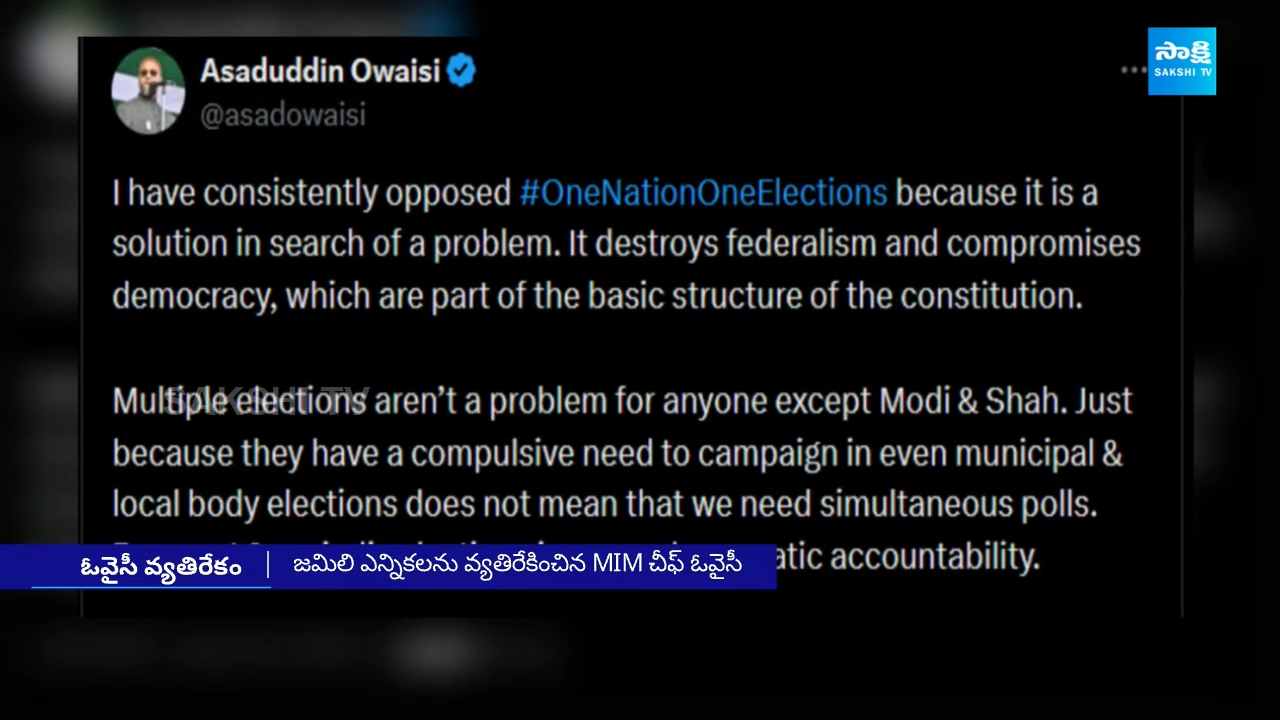 Asaduddin Owaisi
@asadowaisi
సాక్షి
SAKSHI TV
I have consistently opposed #OneNationOneElections because it is a
solution in search of a problem. It destroys federalism and compromises
democracy, which are part of the basic structure of the constitution.
SAKSHI TV
Multiple elections aren't a problem for anyone except Modi & Shah. Just
because they have a compulsive need to campaign in even municipal &
local body elections does not mean that we need simultaneous polls.
accountability.
ఓవైసీ వ్యతిరేకం | జమిలి ఎన్నికలను వ్యతిరేకించిన MIM చీఫ్ ఓవైసీ